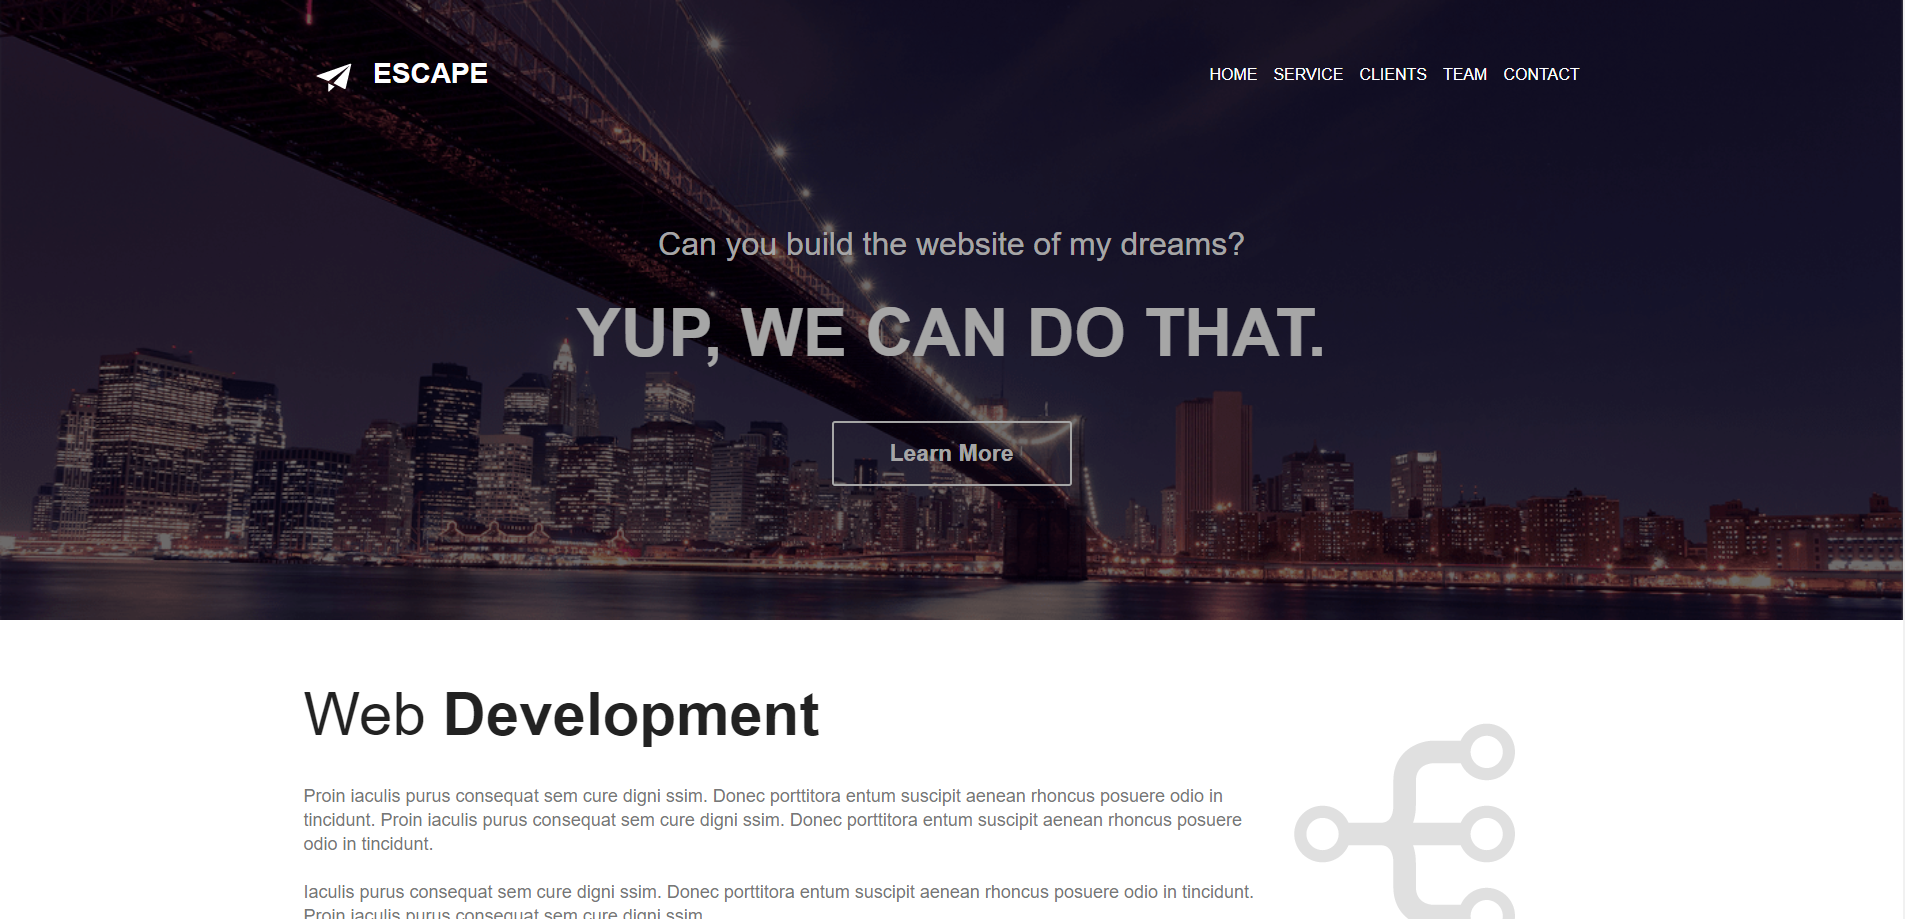 ESCAPE
HOME SERVICE CLIENTS TEAM CONTACT
Can you build the website of my dreams?
YUP, WE CAN DO THAT.
Learn More
Web Development
Proin iaculis purus consequat sem cure digni ssim. Donec porttitora entum suscipit aenean rhoncus posuere odio in
tincidunt. Proin iaculis purus consequat sem cure digni ssim. Donec porttitora entum suscipit aenean rhoncus posuere
odio in tincidunt.
Iaculis purus consequat sem cure digni ssim. Donec porttitora entum suscipit aenean rhoncus posuere odio in tincidunt.
Proin iaculis purus consequat sem cure digni ssim.